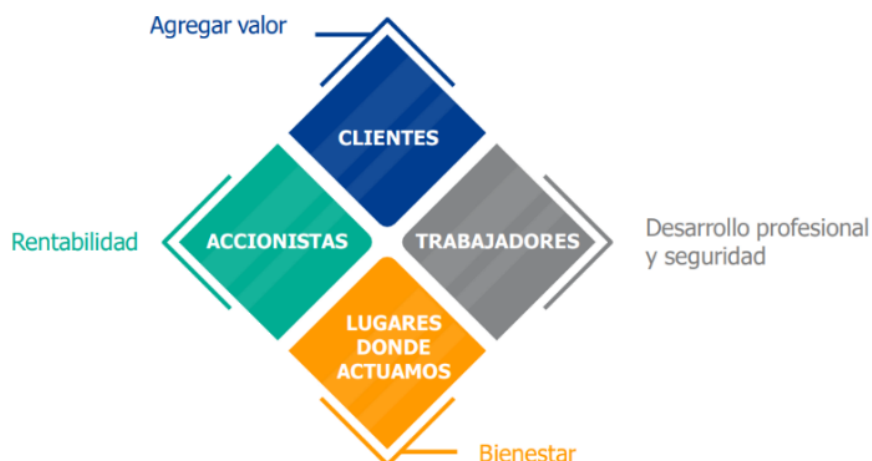 Agregar valor
CLIENTES
Rentabilidad
ACCIONISTAS
TRABAJADORES
Desarrollo profesional
y seguridad
LUGARES
DONDE
ACTUAMOS
Bienestar